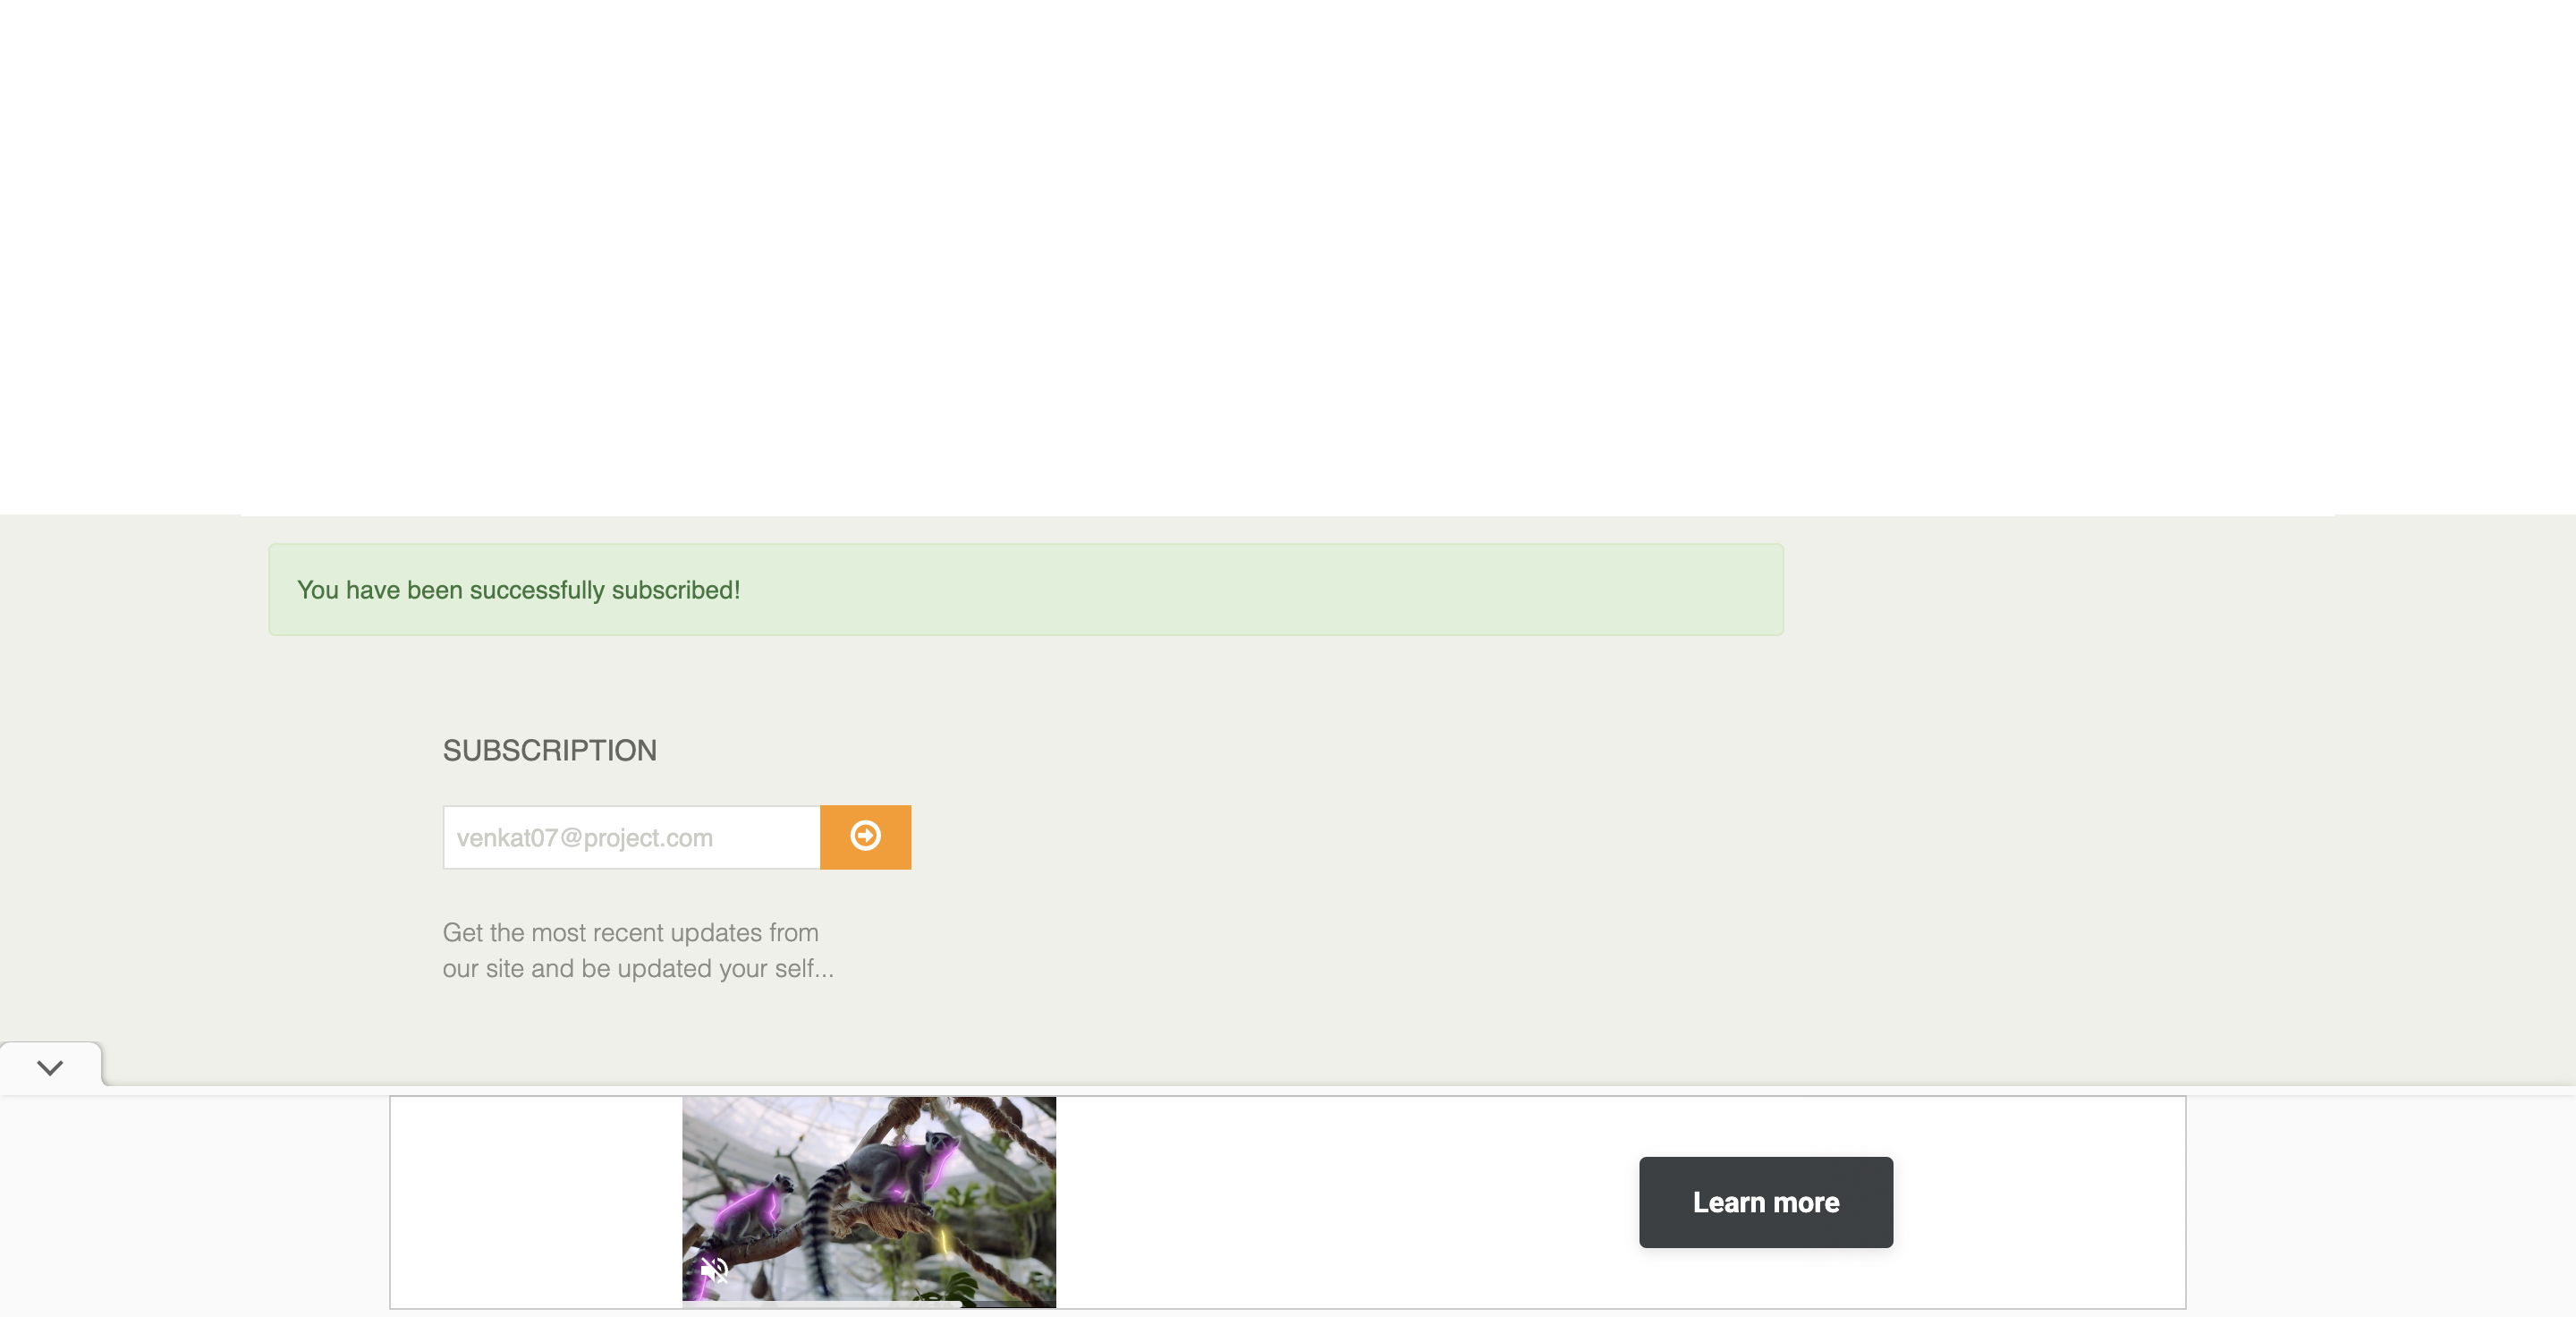 You have been successfully subscribed!
SUBSCRIPTION
venkat07@project.com
Get the most recent updates from
our site and be updated your self...
Learn more